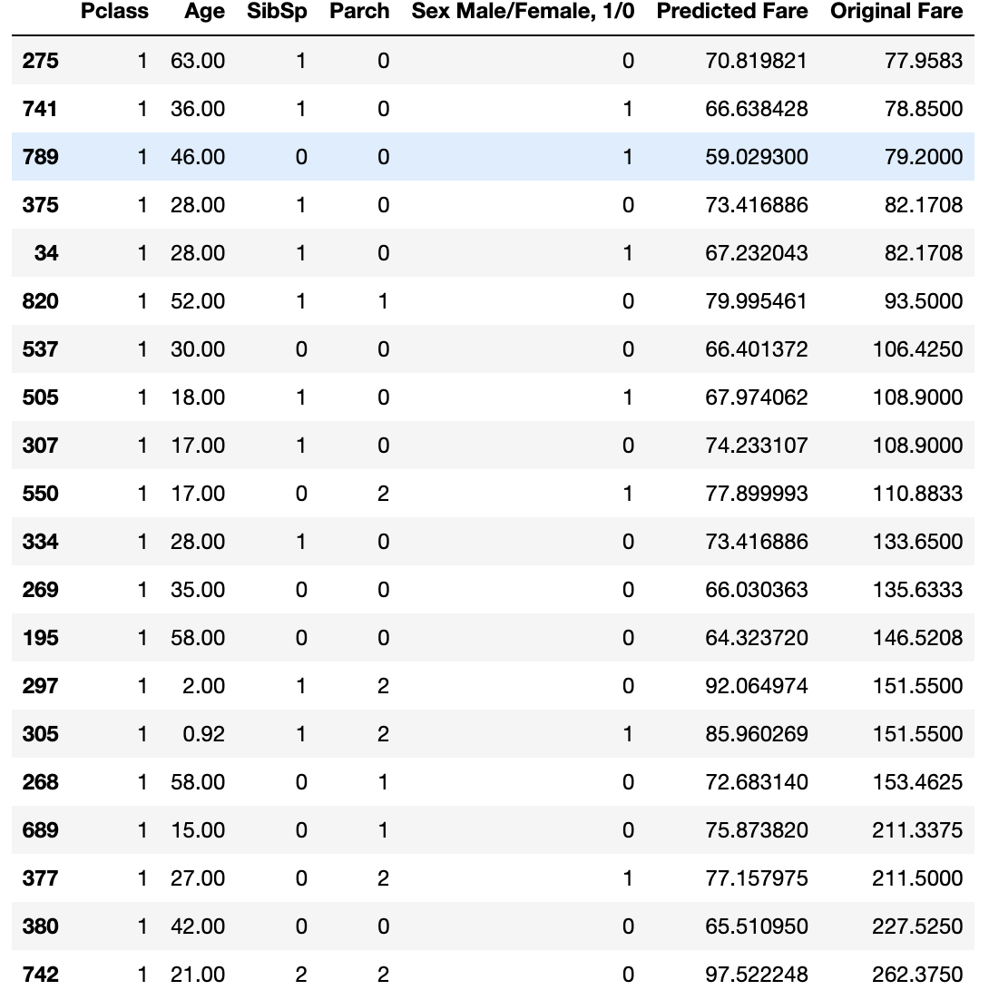 Pclass Age SibSp Parch Sex Male/Female, 1/0 Predicted Fare Original Fare
275 1 63.00 1 0 0 70.819821 77.9583
741 1 36.00 1 0 1 66.638428 78.8500
789 1 46.00 0 0 1 59.029300 79.2000
375 1 28.00 1 0 0 73.416886 82.1708
34 1 28.00 1 0 1 67.232043 82.1708
820 1 52.00 1 1 0 79.995461 93.5000
537 1 30.00 0 0 0 66.401372 106.4250
505 1 18.00 1 0 1 67.974062 108.9000
307 1 17.00 1 0 0 74.233107 108.9000
550 1 17.00 0 2 1 77.899993 110.8833
334 1 28.00 1 0 0 73.416886 133.6500
269 1 35.00 0 0 0 66.030363 135.6333
195 1 58.00 0 0 0 64.323720 146.5208
297 1 2.00 1 2 0 92.064974 151.5500
305 1 0.92 1 2 1 85.960269 151.5500
268 1 58.00 0 1 0 72.683140 153.4625
689 1 15.00 0 1 0 75.873820 211.3375
377 1 27.00 0 2 1 77.157975 211.5000
380 1 42.00 0 0 0 65.510950 227.5250
742 1 21.00 2 2 0 97.522248 262.3750